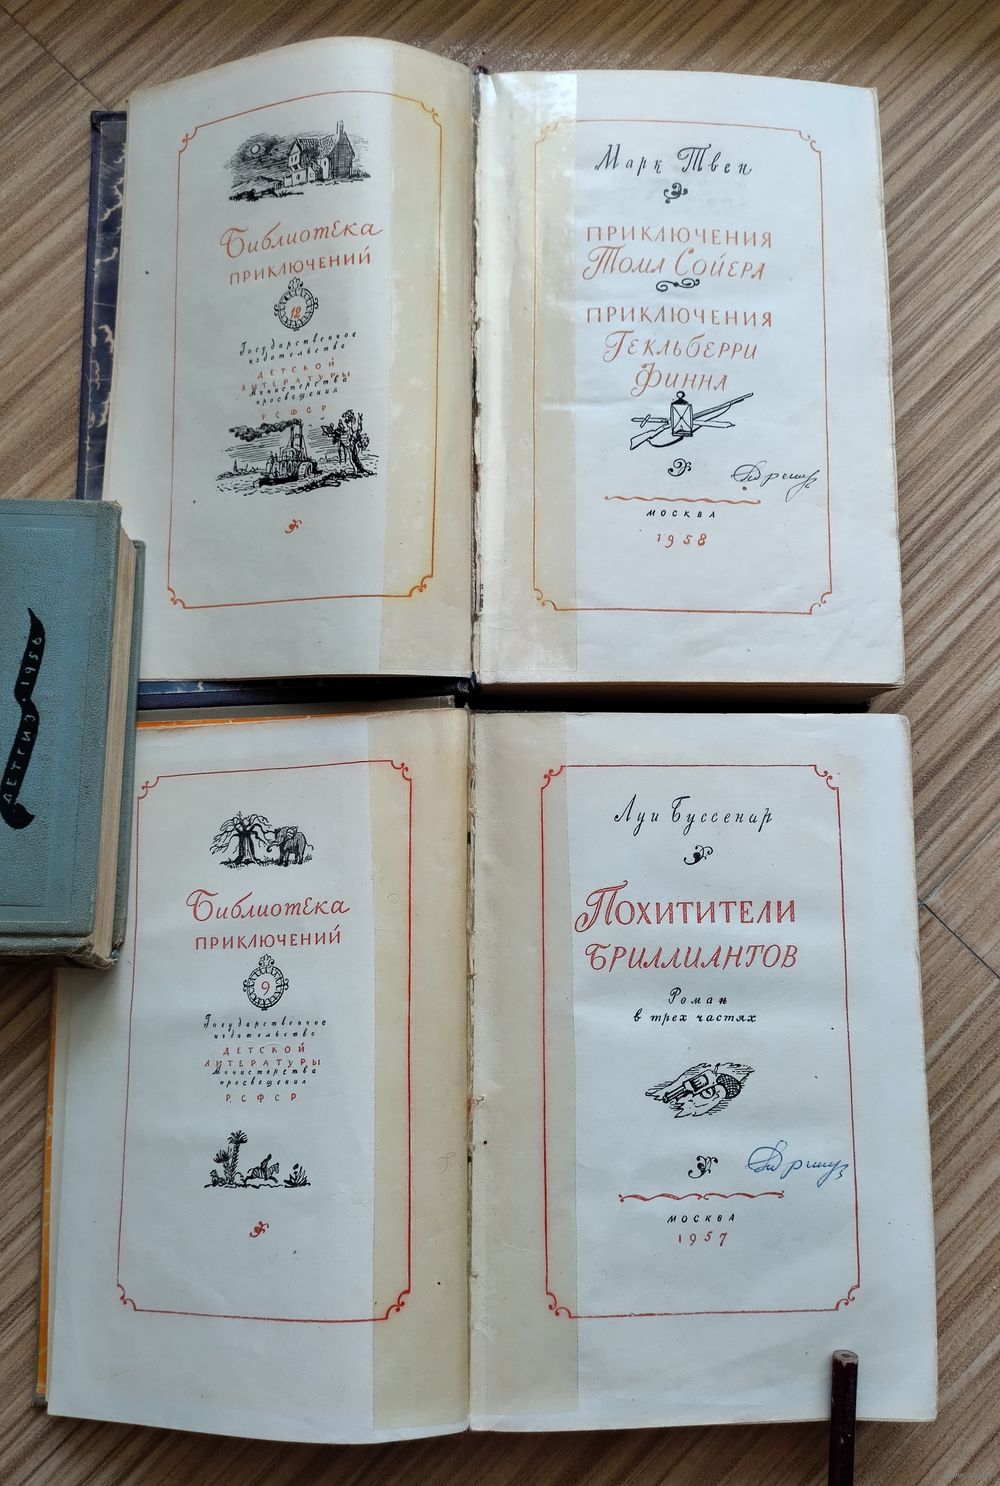 Библиотека
приключений
12
Государственное
издательство
детской
литературы
Министерства
просвещения
РСФСР
Марк Твен
приключения
Тома Сойера
приключения
Гекльберри
Финна
Москва
1958
Детгиз • 1956
Библиотека
приключений
9
Государственное
издательство
детской
литературы
Министерства
просвещения
РСФСР
Луи Буссенар
Похитители
бриллиантов
Роман
в трех частях
Москва
1957